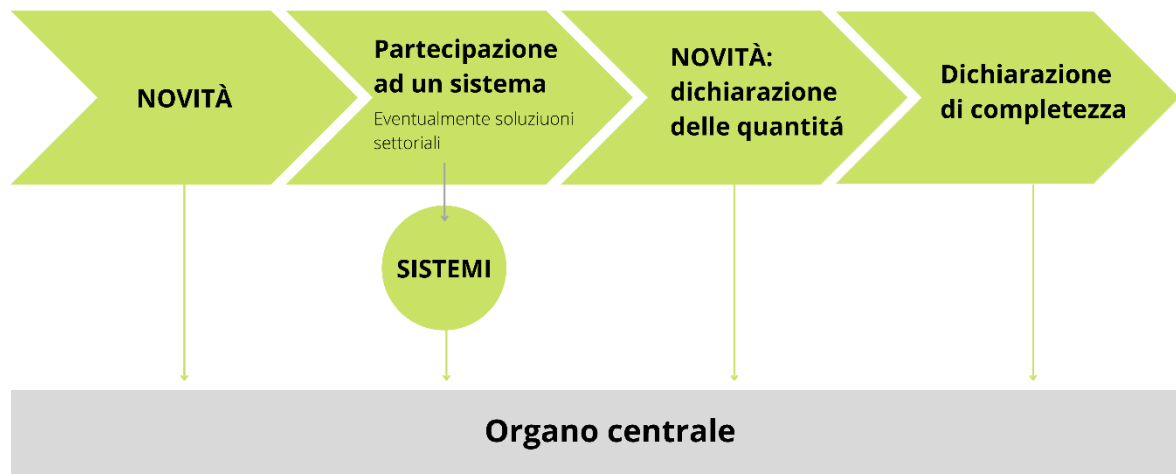 NOVITÀ
Partecipazione
ad un sistema
Eventualmente soluziuoni
settoriali
NOVITÀ:
dichiarazione
delle quantitá
Dichiarazione
di completezza
SISTEMI
Organo centrale